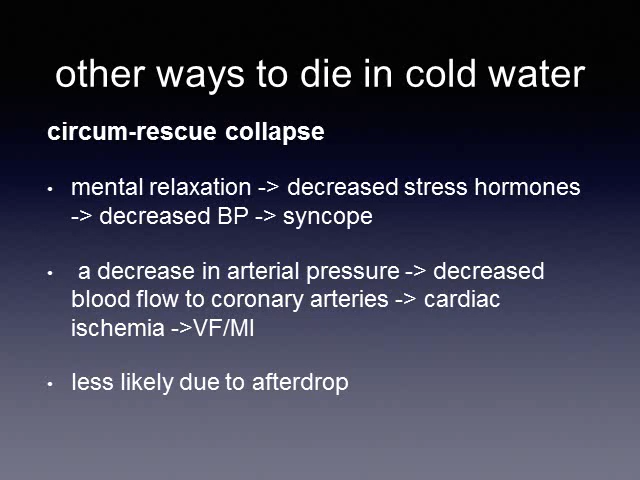 other ways to die in cold water
circum-rescue collapse
• mental relaxation -> decreased stress hormones
-> decreased BP -> syncope
• a decrease in arterial pressure -> decreased
blood flow to coronary arteries -> cardiac
ischemia ->VF/MI
• less likely due to afterdrop